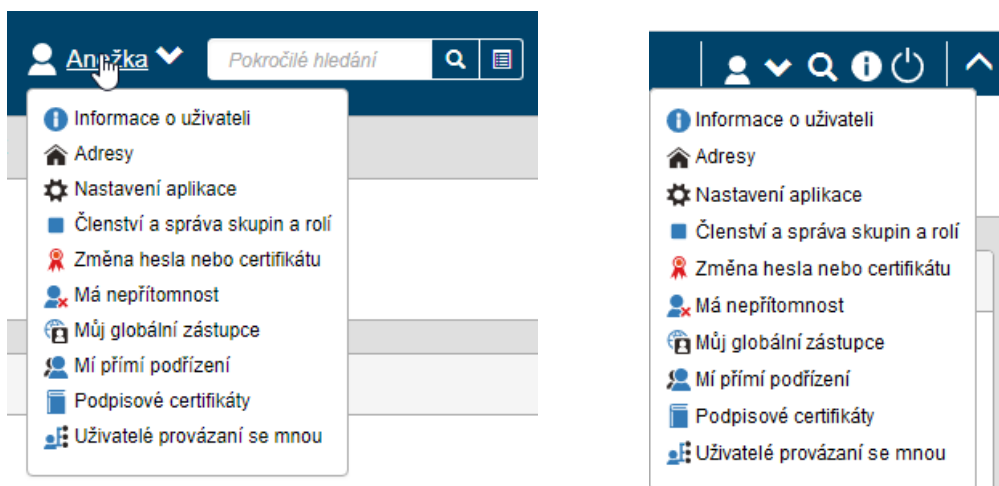 Pokročilé hledání
Informace o uživateli
Adresy
Nastavení aplikace
Členství a správa skupin a rolí
Změna hesla nebo certifikátu
Má nepřítomnost
Můj globální zástupce
Mí přímí podřízení
Podpisové certifikáty
Uživatelé provázaní se mnou
Informace o uživateli
Adresy
Nastavení aplikace
Členství a správa skupin a rolí
Změna hesla nebo certifikátu
Má nepřítomnost
Můj globální zástupce
Mí přímí podřízení
Podpisové certifikáty
Uživatelé provázaní se mnou